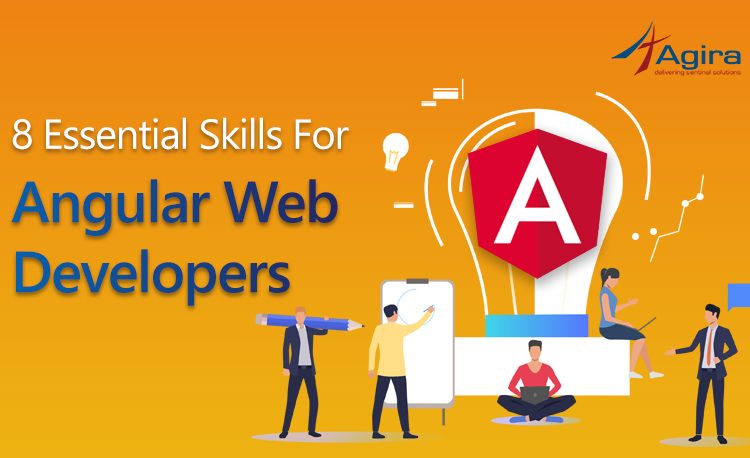 Agira
delivering sentinel solutions
8 Essential Skills For
Angular Web
Developers
A